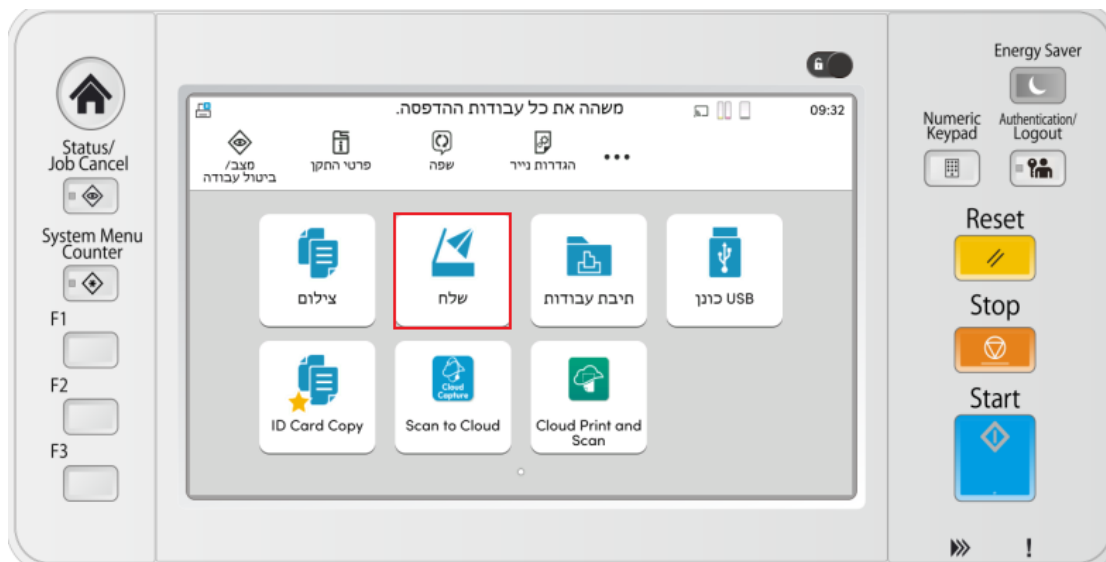 Energy Saver
משהה את כל עבודות ההדפסה.
09:32
Numeric
Keypad
Authentication/
Logout
Status/
Job Cancel
מצב/
ביטול עבודה
פרטי התקן
שפה
הגדרות נייר
•••
System Menu
Counter
Reset
צילום
שלח
תיבת עבודות
כונן USB
F1
Stop
F2
ID Card Copy
Cloud
Capture
Scan to Cloud
Cloud Print and
Scan
Start
F3
!